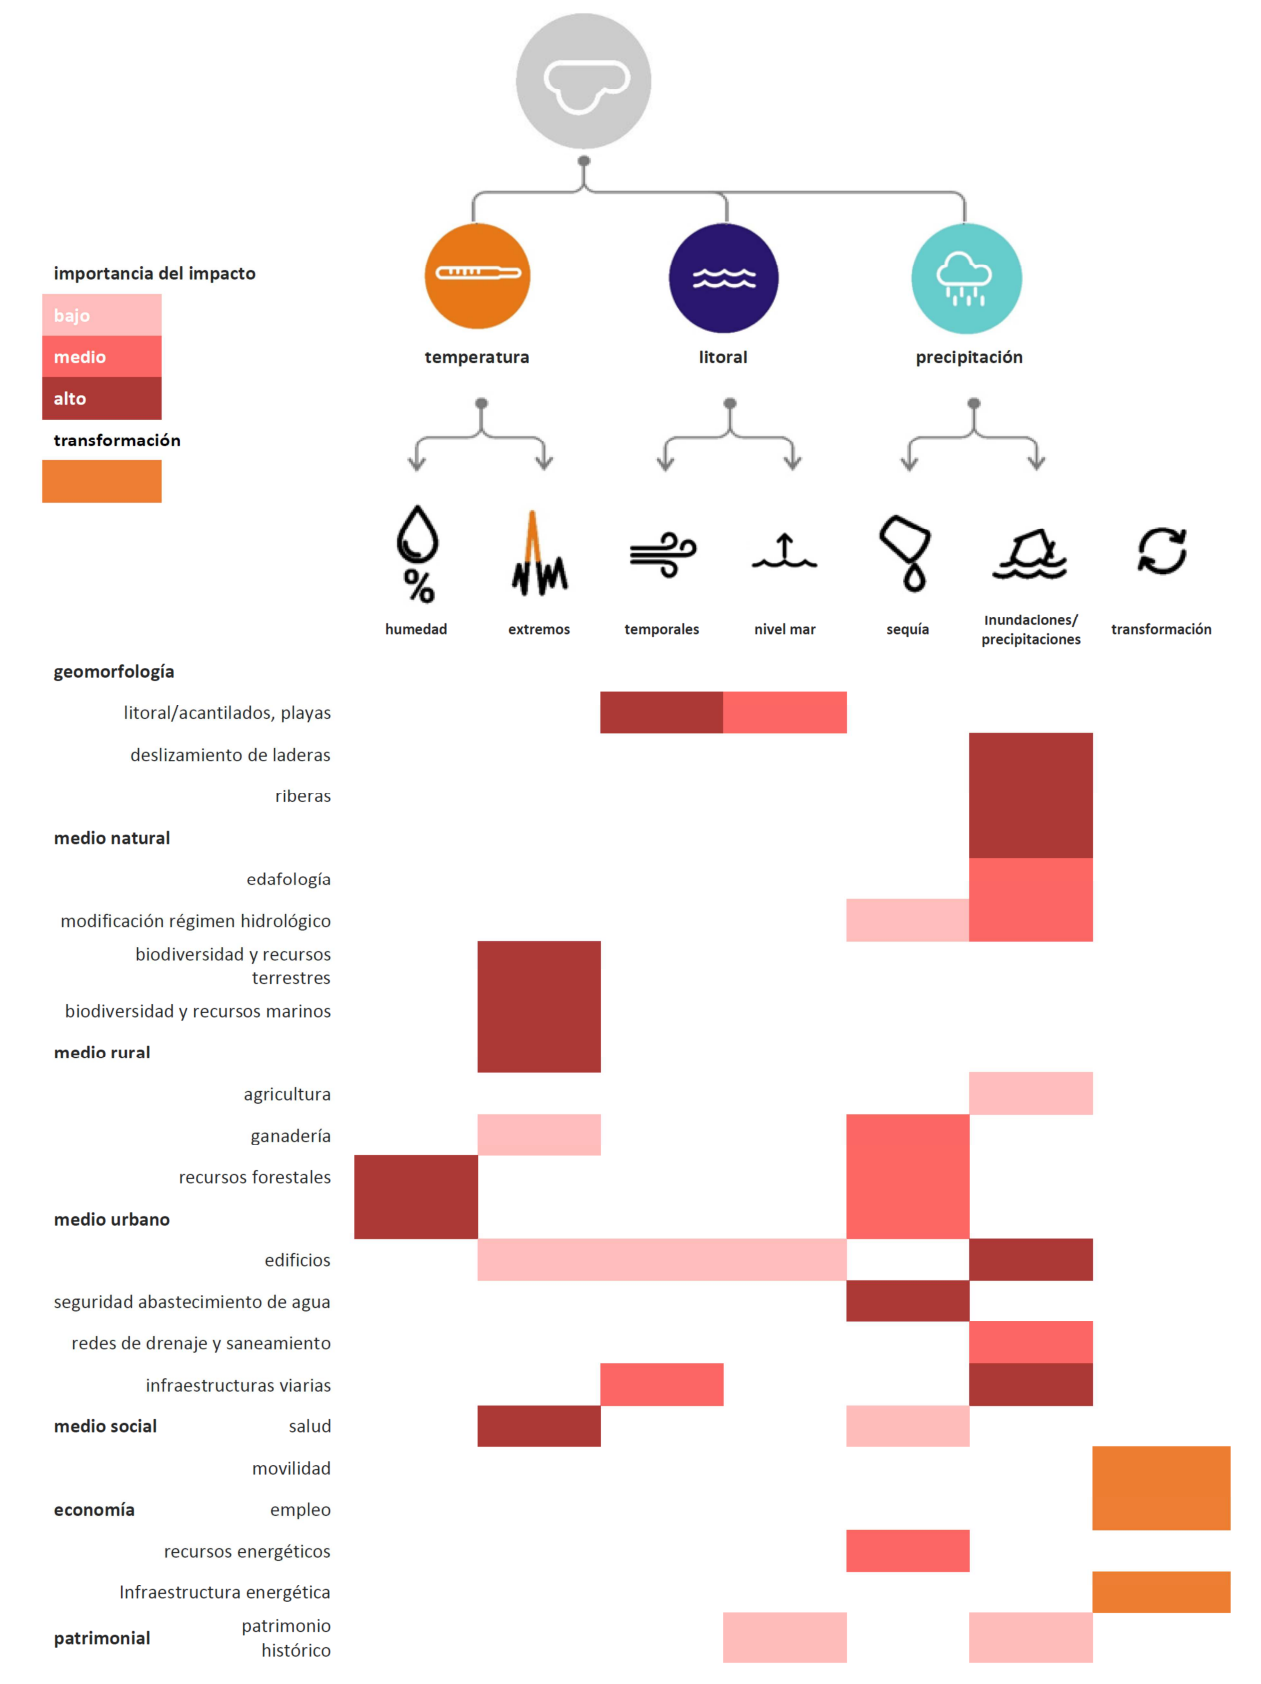 importancia del impacto
bajo
medio
alto
transformación
temperatura
litoral
precipitación
%
humedad
extremos
temporales
nivel mar
sequía
Inundaciones/
precipitaciones
transformación
geomorfología
litoral/acantilados, playas
deslizamiento de laderas
riberas
medio natural
edafología
modificación régimen hidrológico
biodiversidad y recursos
terrestres
biodiversidad y recursos marinos
medio rural
agricultura
ganadería
recursos forestales
medio urbano
edificios
seguridad abastecimiento de agua
redes de drenaje y saneamiento
infraestructuras viarias
medio social salud
movilidad
economía empleo
recursos energéticos
Infraestructura energética
patrimonial patrimonio
histórico